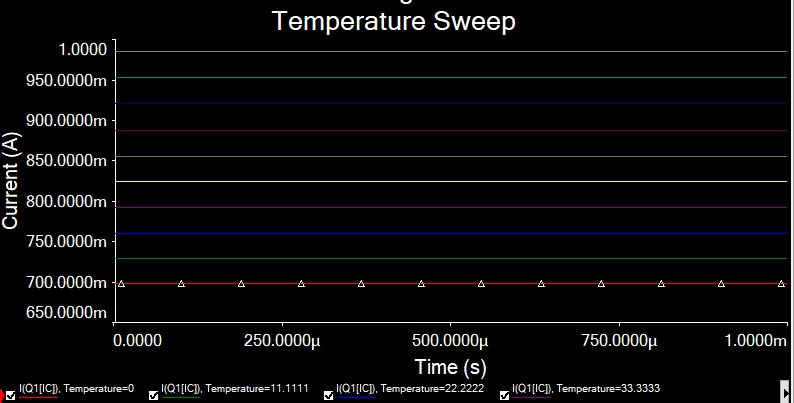 Temperature Sweep
1.0000
950.0000m
900.0000m
850.0000m
800.0000m
750.0000m
700.0000m
650.0000m
Current (A)
0.0000 250.0000µ 500.0000µ 750.0000µ 1.0000m
Time (s)
I(Q1[IC]), Temperature=0 I(Q1[IC]), Temperature=11.1111 I(Q1[IC]), Temperature=22.2222 I(Q1[IC]), Temperature=33.3333